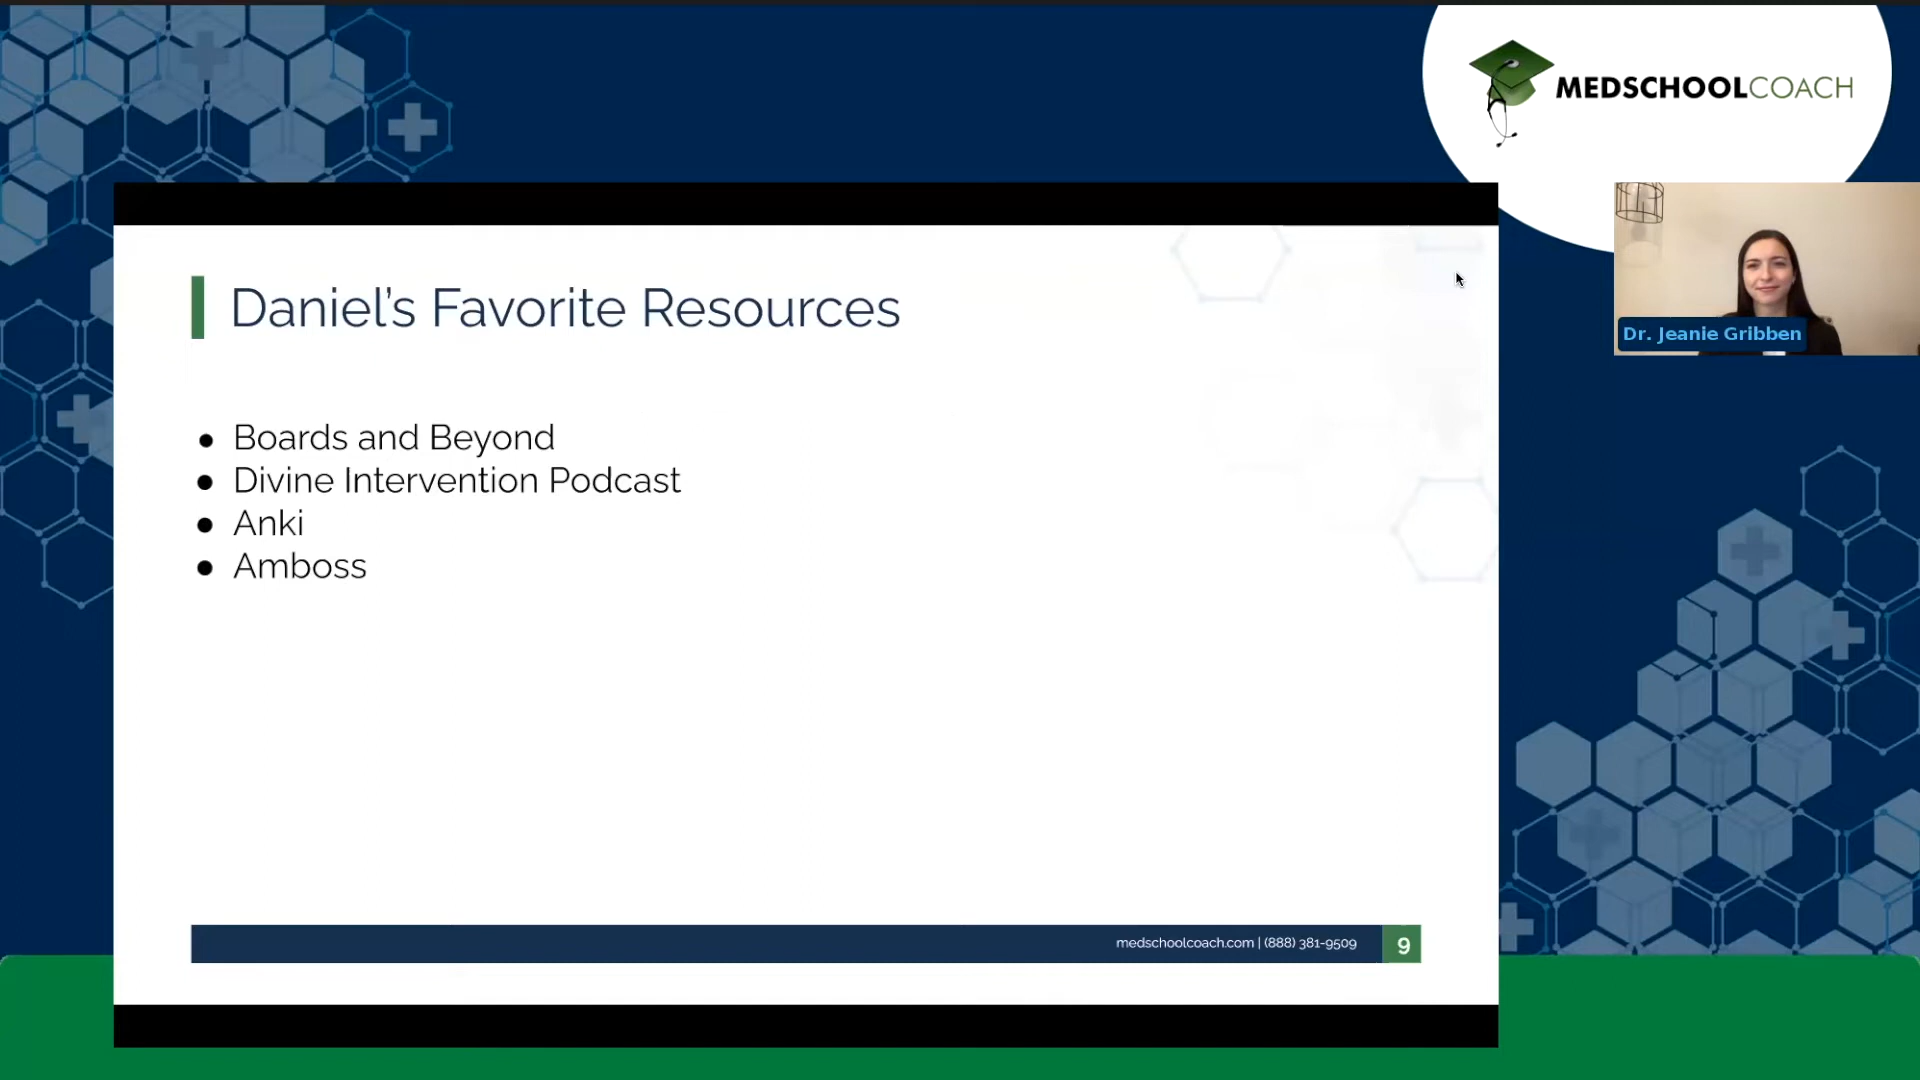 MEDSCHOOLCOACH
Dr. Jeanie Gribben
Daniel’s Favorite Resources
● Boards and Beyond
● Divine Intervention Podcast
● Anki
● Amboss
medschoolcoach.com | (888) 381-9509
9